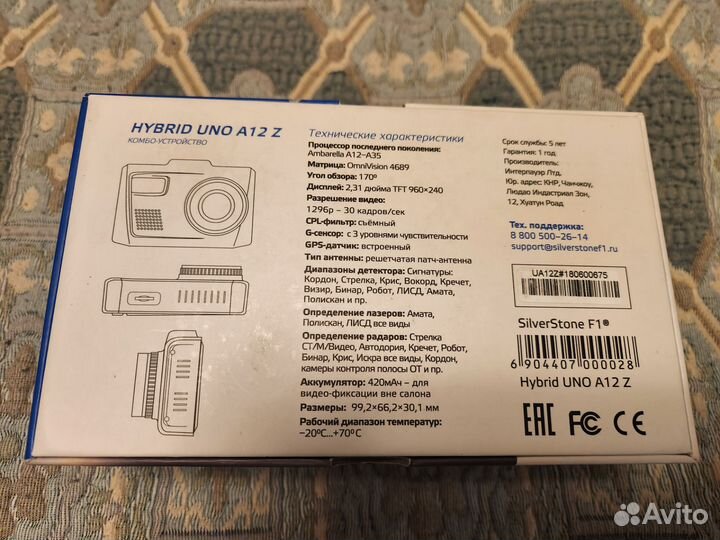 HYBRID UNO A12 Z
КОМБО-УСТРОЙСТВО
Технические характеристики
Процессор последнего поколения:
Ambarella A12-A35
Матрица: OmniVision 4689
Угол обзора: 170°
Дисплей: 2,31 дюйма TFT 960×240
Разрешение видео:
1296p – 30 кадров/сек
CPL-фильтр: съёмный
G-сенсор: с 3 уровнями чувствительности
GPS-датчик: встроенный
Тип антенны: решетчатая патч-антенна
Диапазоны детектора: Сигнатуры:
Кордон, Стрелка, Крис, Вокорд, Кречет,
Визир, Бинар, Робот, ЛИСД, Амата,
Полискан и пр.
Определение лазеров: Амата,
Полискан, ЛИСД все виды
Определение радаров: Стрелка
СТ/М/Видео, Автодория, Кречет, Робот,
Бинар, Крис, Искра все виды, Кордон,
камеры контроля полосы ОТ и пр.
Аккумулятор: 420мАч – для
видео-фиксации вне салона
Размеры: 99,2×66,2×30,1 мм
Рабочий диапазон температур:
–20°C...+70°C
Срок службы: 5 лет
Гарантия: 1 год
Производитель:
Интерпауэр Лтд.
Юр. адрес: КНР, Чанчжоу,
Людао Индастриал Зон,
12, Хуатун Роад
Тех. поддержка:
8 800 500-26-14
support@silverstonef1.ru
UA12Z#180600675
SilverStone F1®
6 904407 000028
Hybrid UNO A12 Z
EAC FC CE
Avito